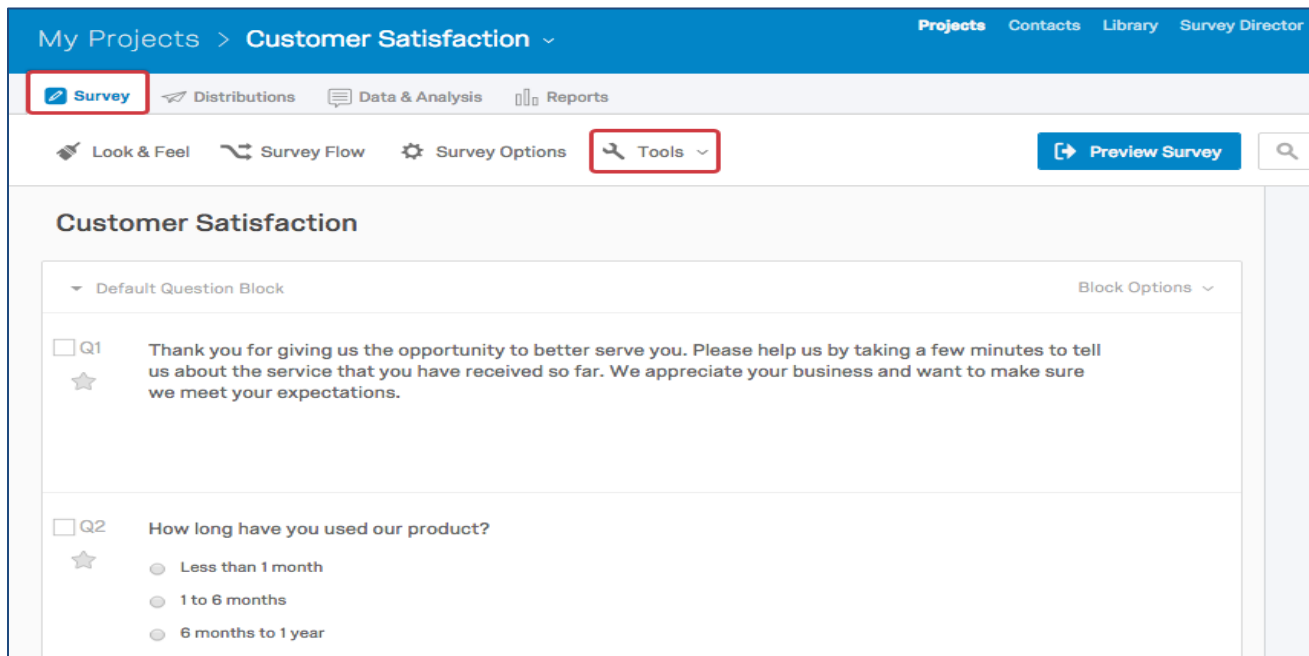 My Projects > Customer Satisfaction
Projects Contacts Library Survey Director
Survey Distributions Data & Analysis Reports
Look & Feel Survey Flow Survey Options Tools Preview Survey
Customer Satisfaction
Default Question Block Block Options
Q1 Thank you for giving us the opportunity to better serve you. Please help us by taking a few minutes to tell
us about the service that you have received so far. We appreciate your business and want to make sure
we meet your expectations.
Q2 How long have you used our product?
Less than 1 month
1 to 6 months
6 months to 1 year